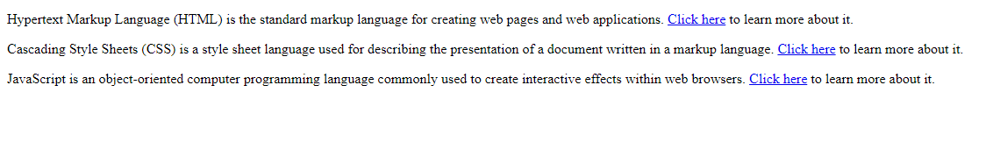 Hypertext Markup Language (HTML) is the standard markup language for creating web pages and web applications. Click here to learn more about it.
Cascading Style Sheets (CSS) is a style sheet language used for describing the presentation of a document written in a markup language. Click here to learn more about it.
JavaScript is an object-oriented computer programming language commonly used to create interactive effects within web browsers. Click here to learn more about it.